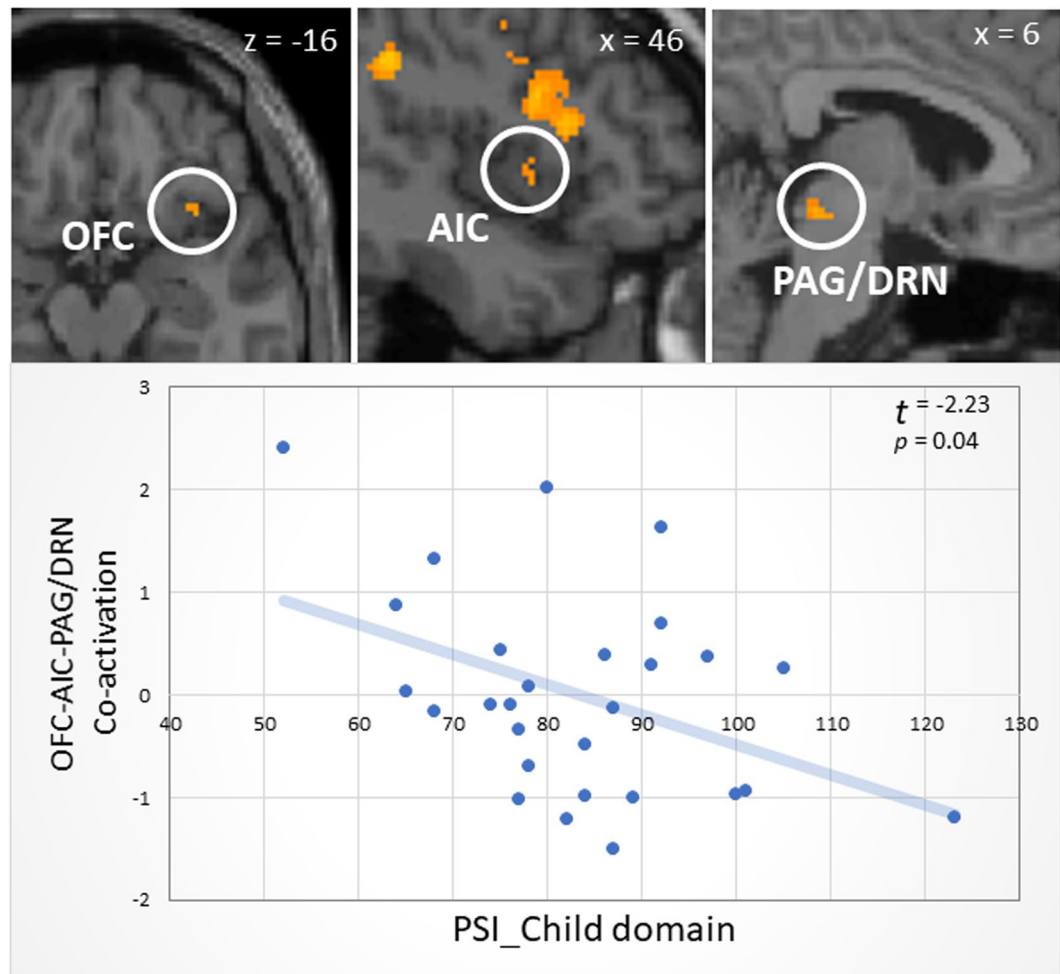 z = -16
x = 46
x = 6
OFC
AIC
PAG/DRN
t = -2.23
p = 0.04
3
2
1
0
-1
-2
40
50
60
70
80
90
100
110
120
130
OFC-AIC-PAG/DRN
Co-activation
PSI_Child domain